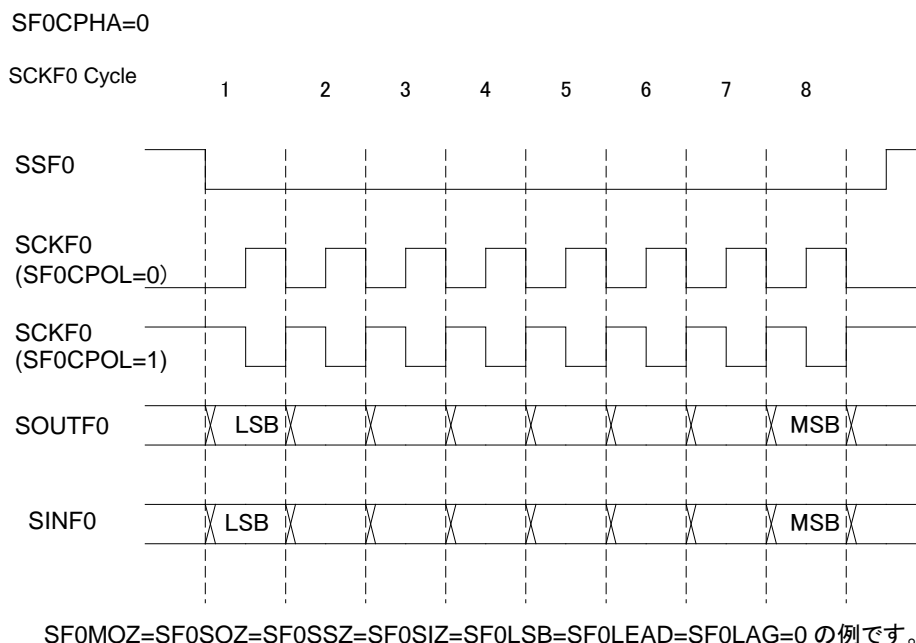 SF0CPHA=0
SCKF0 Cycle
1 2 3 4 5 6 7 8
SSF0
SCKF0
(SF0CPOL=0)
SCKF0
(SF0CPOL=1)
SOUTF0 LSB MSB
SINF0 LSB MSB
SF0MOZ=SF0SOZ=SF0SSZ=SF0SIZ=SF0LSB=SF0LEAD=SF0LAG=0 の例です。